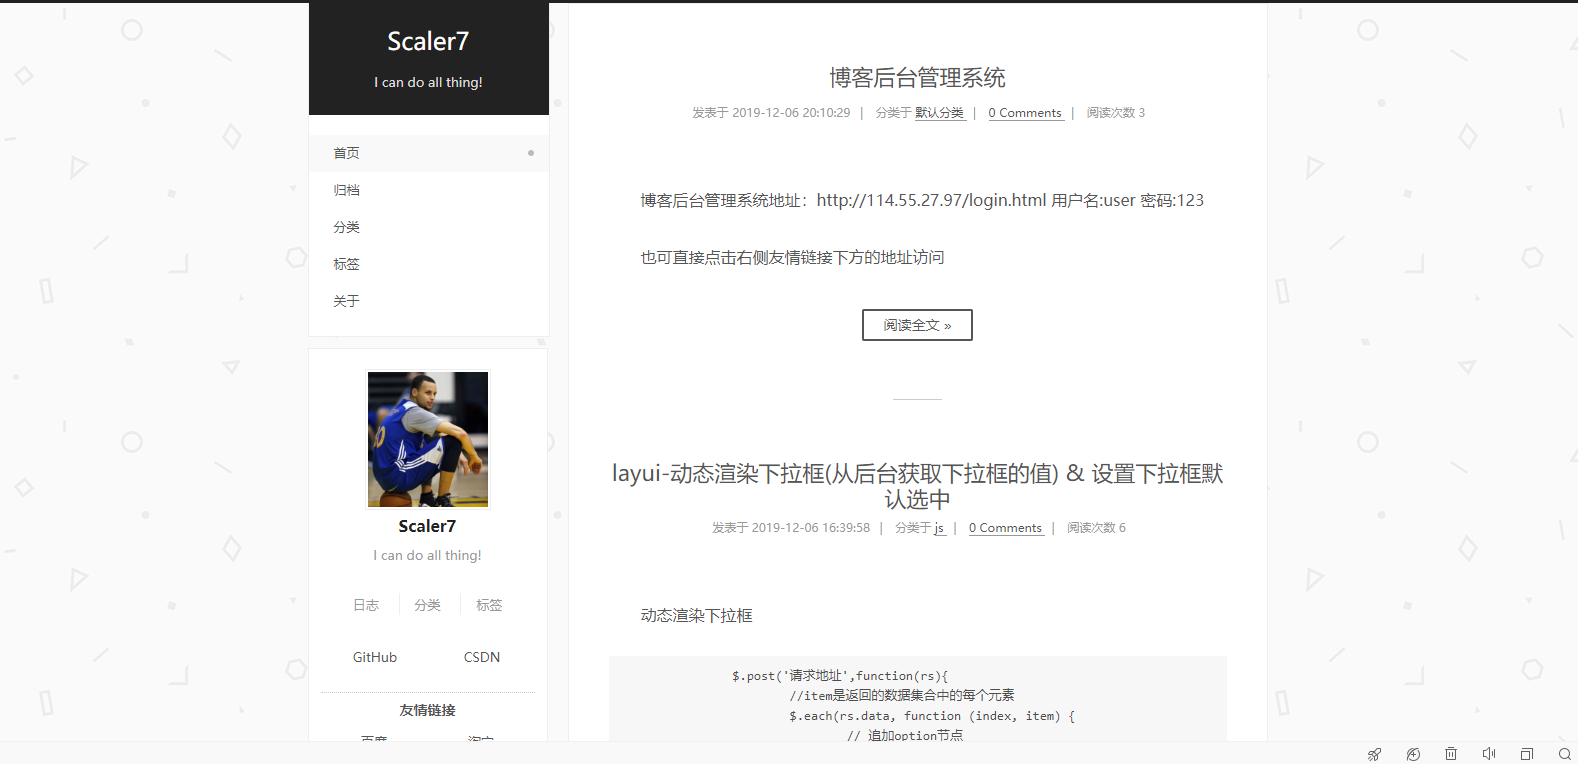 Scaler7
I can do all thing!
首页
归档
分类
标签
关于
Scaler7
I can do all thing!
日志 分类 标签
GitHub CSDN
友情链接
百度 淘宝
博客后台管理系统
发表于 2019-12-06 20:10:29 | 分类于 默认分类 | 0 Comments | 阅读次数 3
博客后台管理系统地址：http://114.55.27.97/login.html 用户名:user 密码:123
也可直接点击右侧友情链接下方的地址访问
阅读全文 »
layui-动态渲染下拉框(从后台获取下拉框的值) & 设置下拉框默
认选中
发表于 2019-12-06 16:39:58 | 分类于 js | 0 Comments | 阅读次数 6
动态渲染下拉框
$.post('请求地址',function(rs){
//item是返回的数据集合中的每个元素
$.each(rs.data, function (index, item) {
// 追加option节点